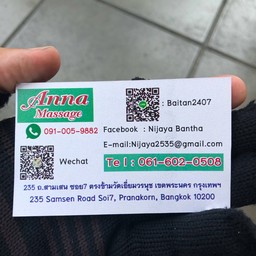 Anna
Massage
: Baitan2407
091-005-9882
Facebook : Nijaya Bantha
E-mail:Nijaya2535@gmail.com
Wechat
Tel : 061-602-0508
235 ถ.สามเสน ซอย7 ตรงข้ามวัดเอี่ยมวรนุช เขตพระนคร กรุงเทพฯ
235 Samsen Road Soi7, Pranakorn, Bangkok 10200